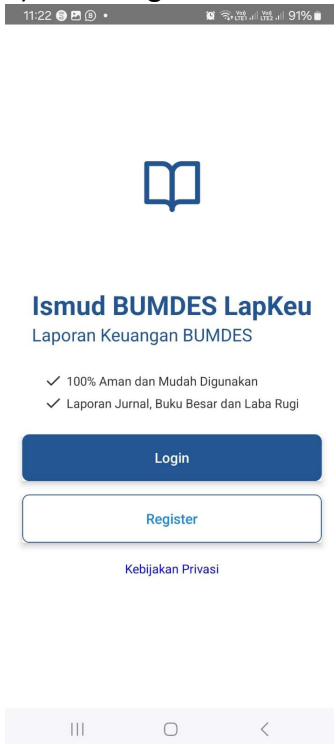 11:22
91%
Ismud BUMDES LapKeu
Laporan Keuangan BUMDES
100% Aman dan Mudah Digunakan
Laporan Jurnal, Buku Besar dan Laba Rugi
Login
Register
Kebijakan Privasi